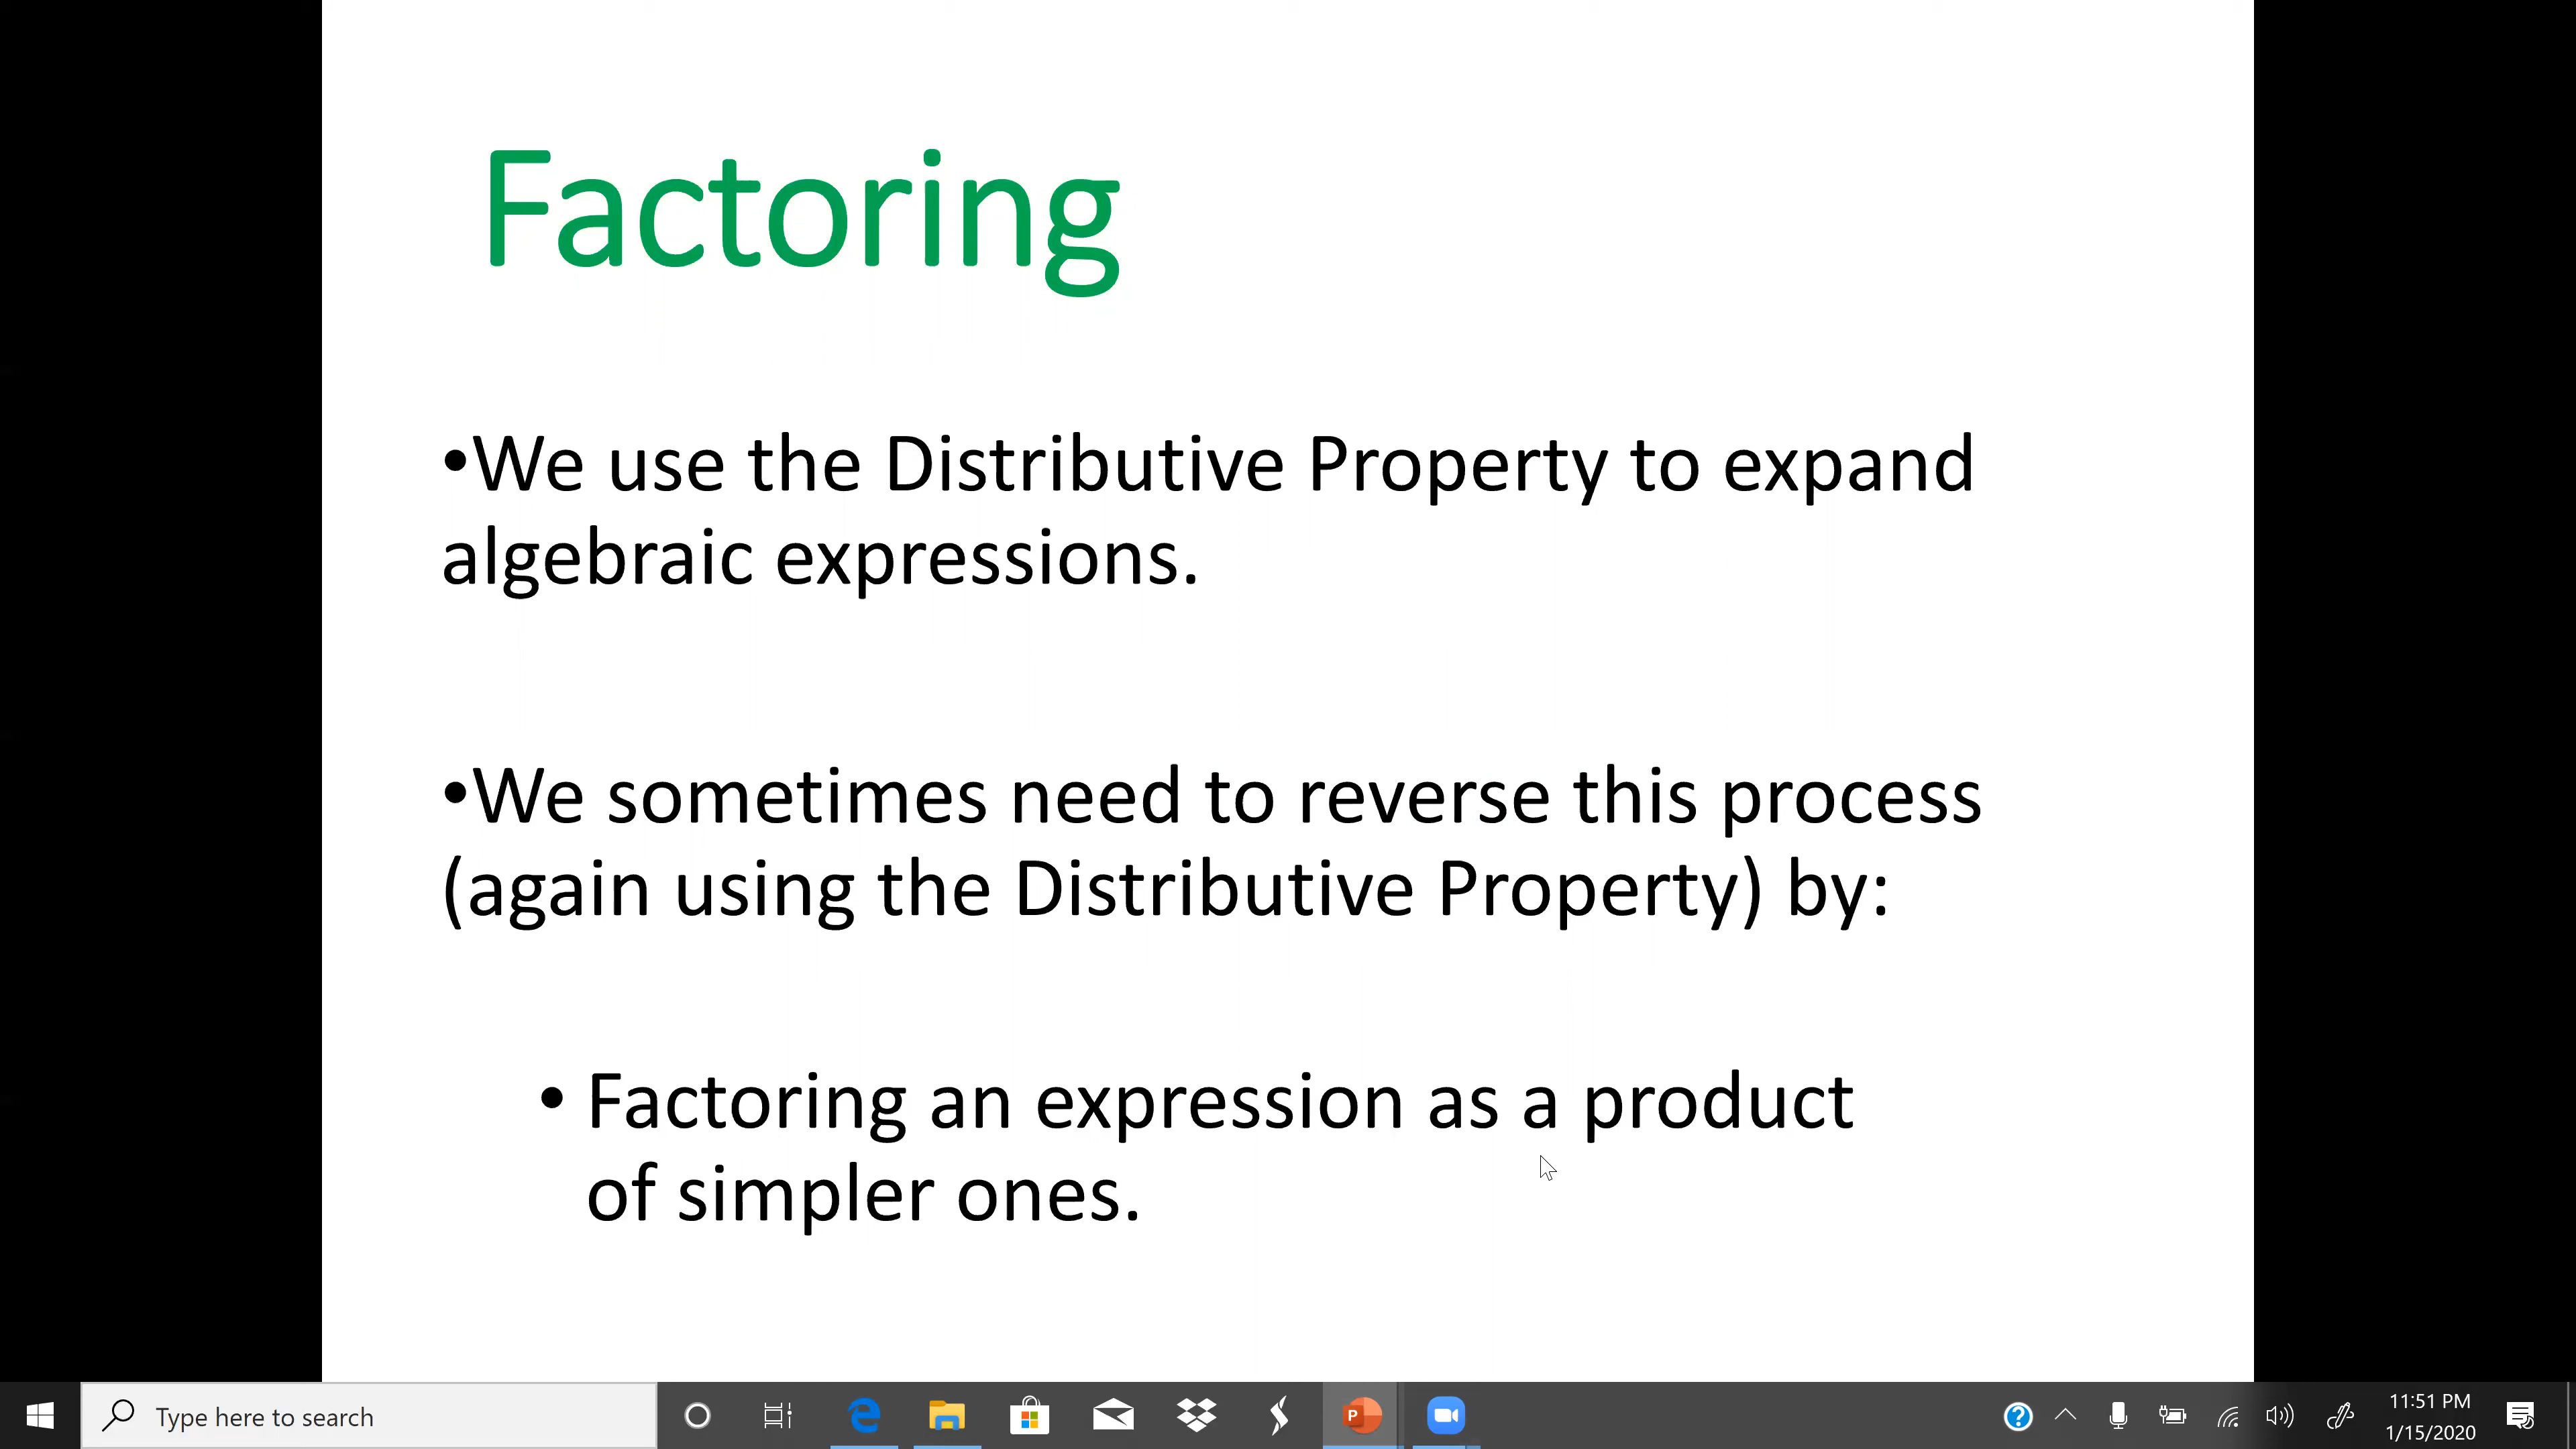 Factoring
•We use the Distributive Property to expand
algebraic expressions.
•We sometimes need to reverse this process
(again using the Distributive Property) by:
• Factoring an expression as a product
of simpler ones.
Type here to search
11:51 PM
1/15/2020